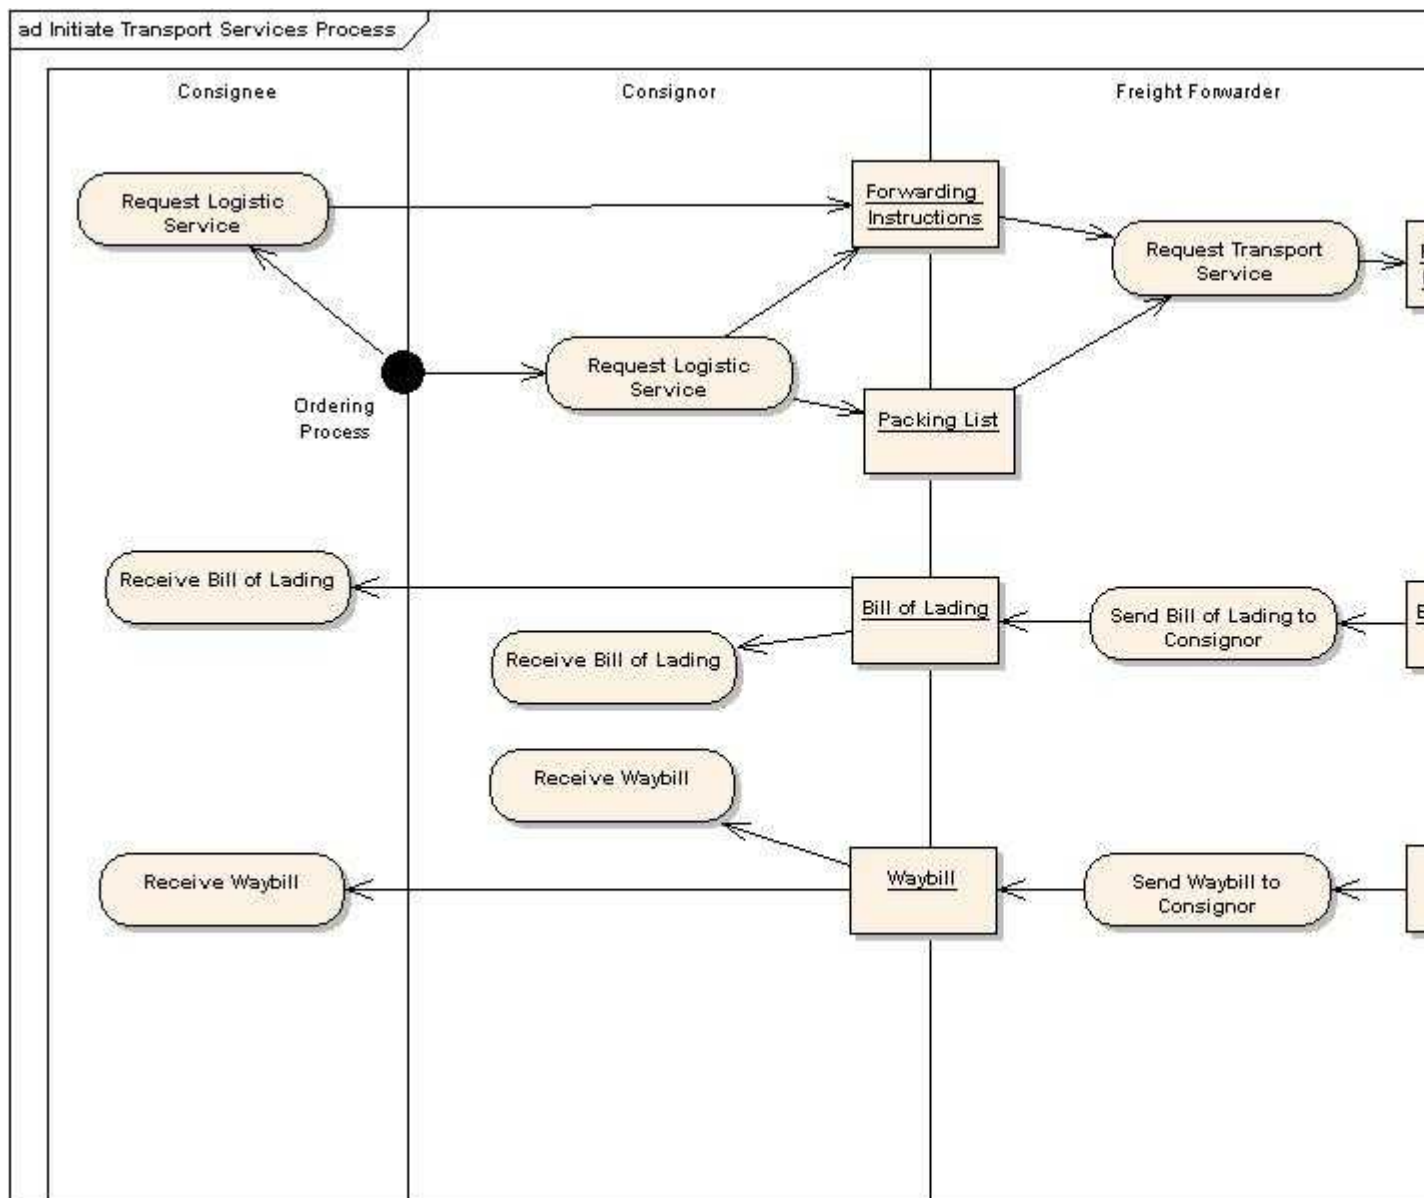 ad Initiate Transport Services Process
Consignee
Consignor
Freight Forwarder
Request Logistic
Service
Forwarding
Instructions
Request Transport
Service
Request Logistic
Service
Ordering
Process
Packing List
Receive Bill of Lading
Bill of Lading
Send Bill of Lading to
Consignor
Receive Bill of Lading
Receive Waybill
Receive Waybill
Waybill
Send Waybill to
Consignor